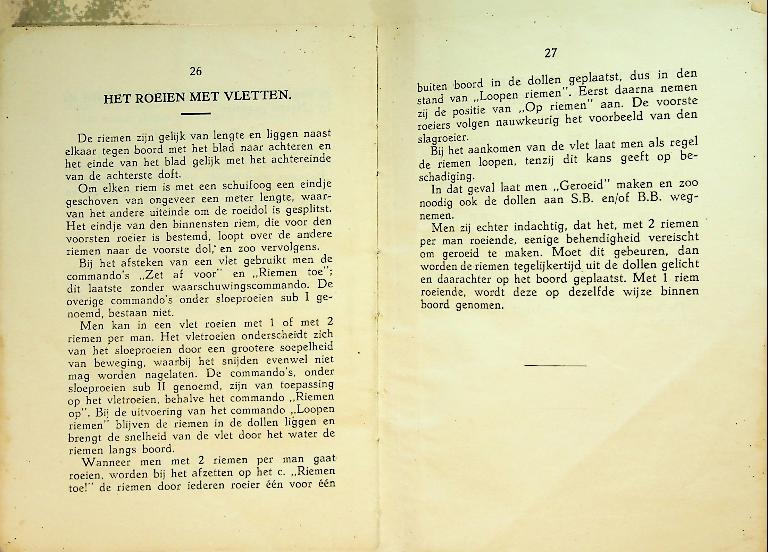 26
HET ROEIEN MET VLETTEN.
De riemen zijn gelijk van lengte en liggen naast
elkaar tegen boord met het blad naar achteren en
het einde van het blad gelijk met het achtereinde
van de achterste doft.
Om elken riem is met een schuifoog een eindje
geschoven van ongeveer een meter lengte, waar-
van het andere uiteinde om de roeidol is gesplitst.
Het eindje van den binnensten riem, die voor den
voorsten roeier is bestemd, loopt over de andere
riemen naar de voorste dol, en zoo vervolgens.
Bij het afsteken van een vlet gebruikt men de
commando's „Zet af voor" en „Riemen toe";
dit laatste zonder waarschuwingscommando. De
overige commando's onder sloeproeien sub I ge-
noemd, bestaan niet.
Men kan in een vlet roeien met 1 of met 2
riemen per man. Het vletroeien onderscheidt zich
van het sloeproeien door een grootere soepelheid
van beweging, waarbij het snijden evenwel niet
mag worden nagelaten. De commando's, onder
sloeproeien sub II genoemd, zijn van toepassing
op het vletroeien, behalve het commando „Riemen
op". Bij de uitvoering van het commando „Loopen
riemen" blijven de riemen in de dollen liggen en
brengt de snelheid van de vlet door het water de
riemen langs boord.
Wanneer men met 2 riemen per man gaat
roeien, worden bij het afzetten op het c. „Riemen
toe!" de riemen door iederen roeier één voor één
27
buiten boord in de dollen geplaatst, dus in den
stand van „Loopen riemen". Eerst daarna nemen
zij de positie van „Op riemen" aan. De voorste
roeiers volgen nauwkeurig het voorbeeld van den
slagroeier.
Bij het aankomen van de vlet laat men als regel
de riemen loopen, tenzij dit kans geeft op be-
schadiging.
In dat geval laat men „Geroeid" maken en zoo
noodig ook de dollen aan S.B. en/of B.B. weg-
nemen.
Men zij echter indachtig, dat het, met 2 riemen
per man roeiende, eenige behendigheid vereischt
om geroeid te maken. Moet dit gebeuren, dan
worden de riemen tegelijkertijd uit de dollen gelicht
en daarachter op het boord geplaatst. Met 1 riem
roeiende, wordt deze op dezelfde wijze binnen
boord genomen.